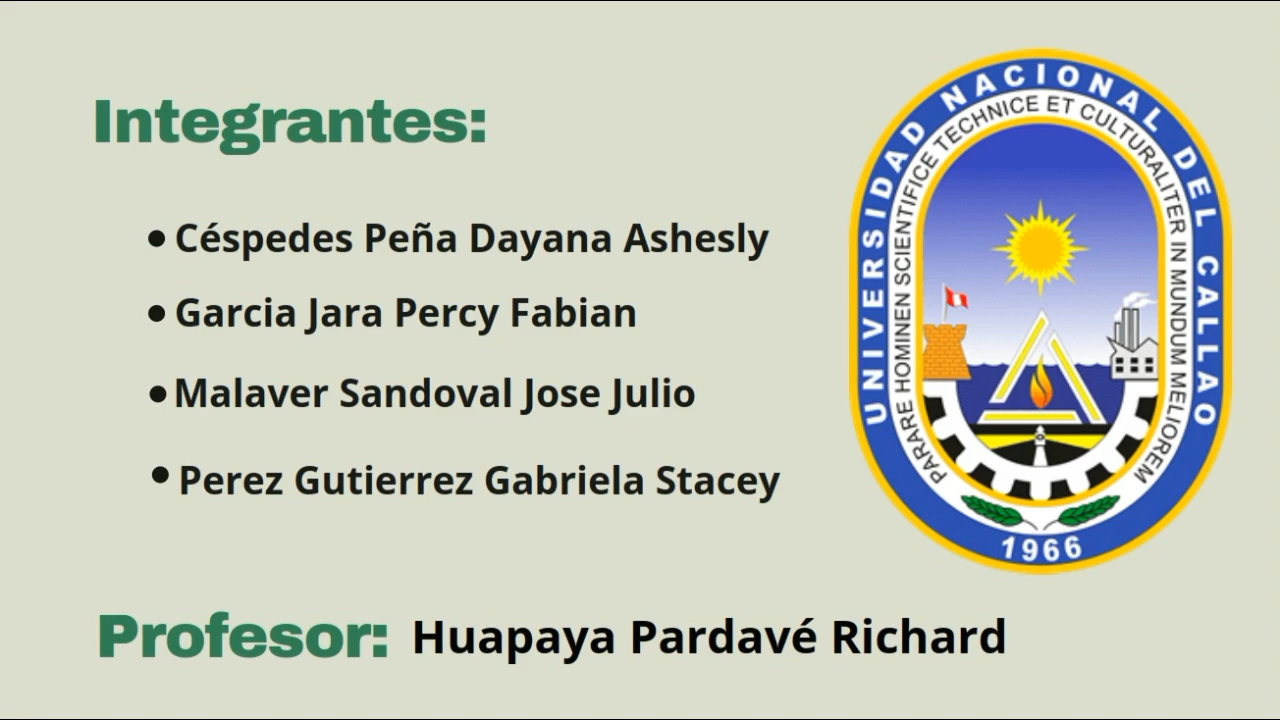 Integrantes:
Céspedes Peña Dayana Ashesly
Garcia Jara Percy Fabian
Malaver Sandoval Jose Julio
Perez Gutierrez Gabriela Stacey
Profesor: Huapaya Pardavé Richard
UNIVERSIDAD NACIONAL DEL CALLAO
PARARE HOMINEN SCIENTIFICE TECHNICE ET CULTURALITER IN MUNDUM MELIOREM
1966